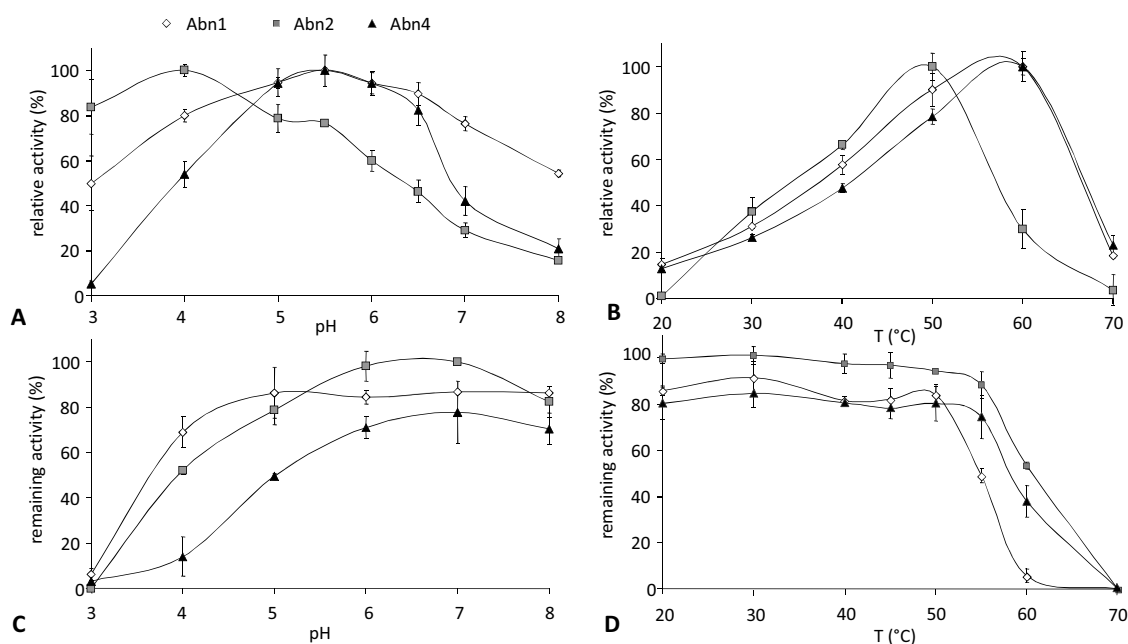 Abn1 Abn2 Abn4
relative activity (%)
100
80
60
40
20
0
3 4 5 6 7 8
pH
A
relative activity (%)
100
80
60
40
20
0
20 30 40 50 60 70
T (°C)
B
remaining activity (%)
100
80
60
40
20
0
3 4 5 6 7 8
pH
C
remaining activity (%)
100
80
60
40
20
0
20 30 40 50 60 70
T (°C)
D